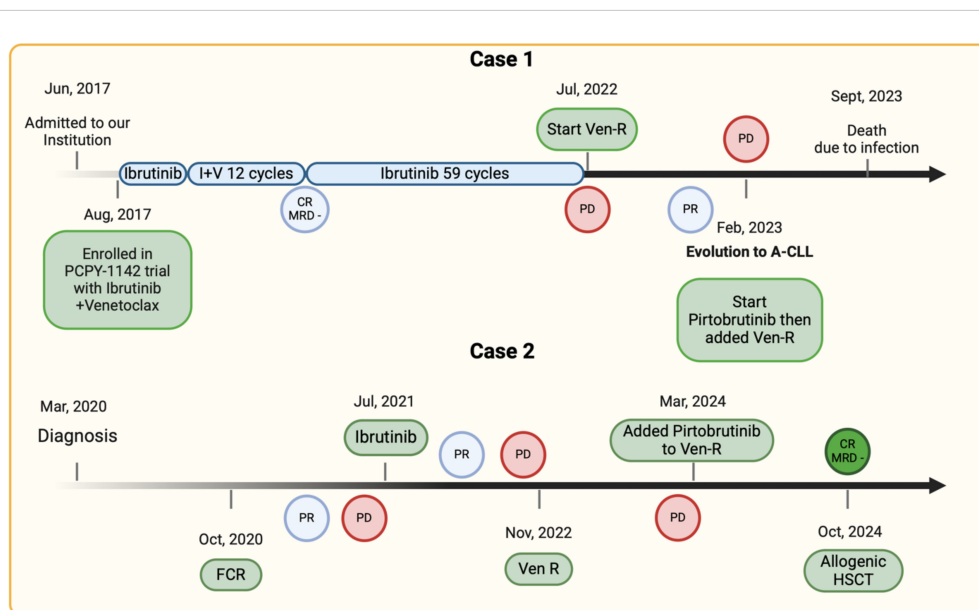 Case 1
Jun, 2017
Admitted to our
Institution
Jul, 2022
Start Ven-R
PD
Sept, 2023
Death
due to infection
Ibrutinib
I+V 12 cycles
Ibrutinib 59 cycles
Aug, 2017
Enrolled in
PCPY-1142 trial
with Ibrutinib
+Venetoclax
CR
MRD -
PD
PR
Feb, 2023
Evolution to A-CLL
Start
Pirtobrutinib then
added Ven-R
Case 2
Mar, 2020
Diagnosis
Jul, 2021
Ibrutinib
PR
PD
Mar, 2024
Added Pirtobrutinib
to Ven-R
CR
MRD -
Oct, 2020
FCR
PR
PD
Nov, 2022
Ven R
PD
Oct, 2024
Allogenic
HSCT